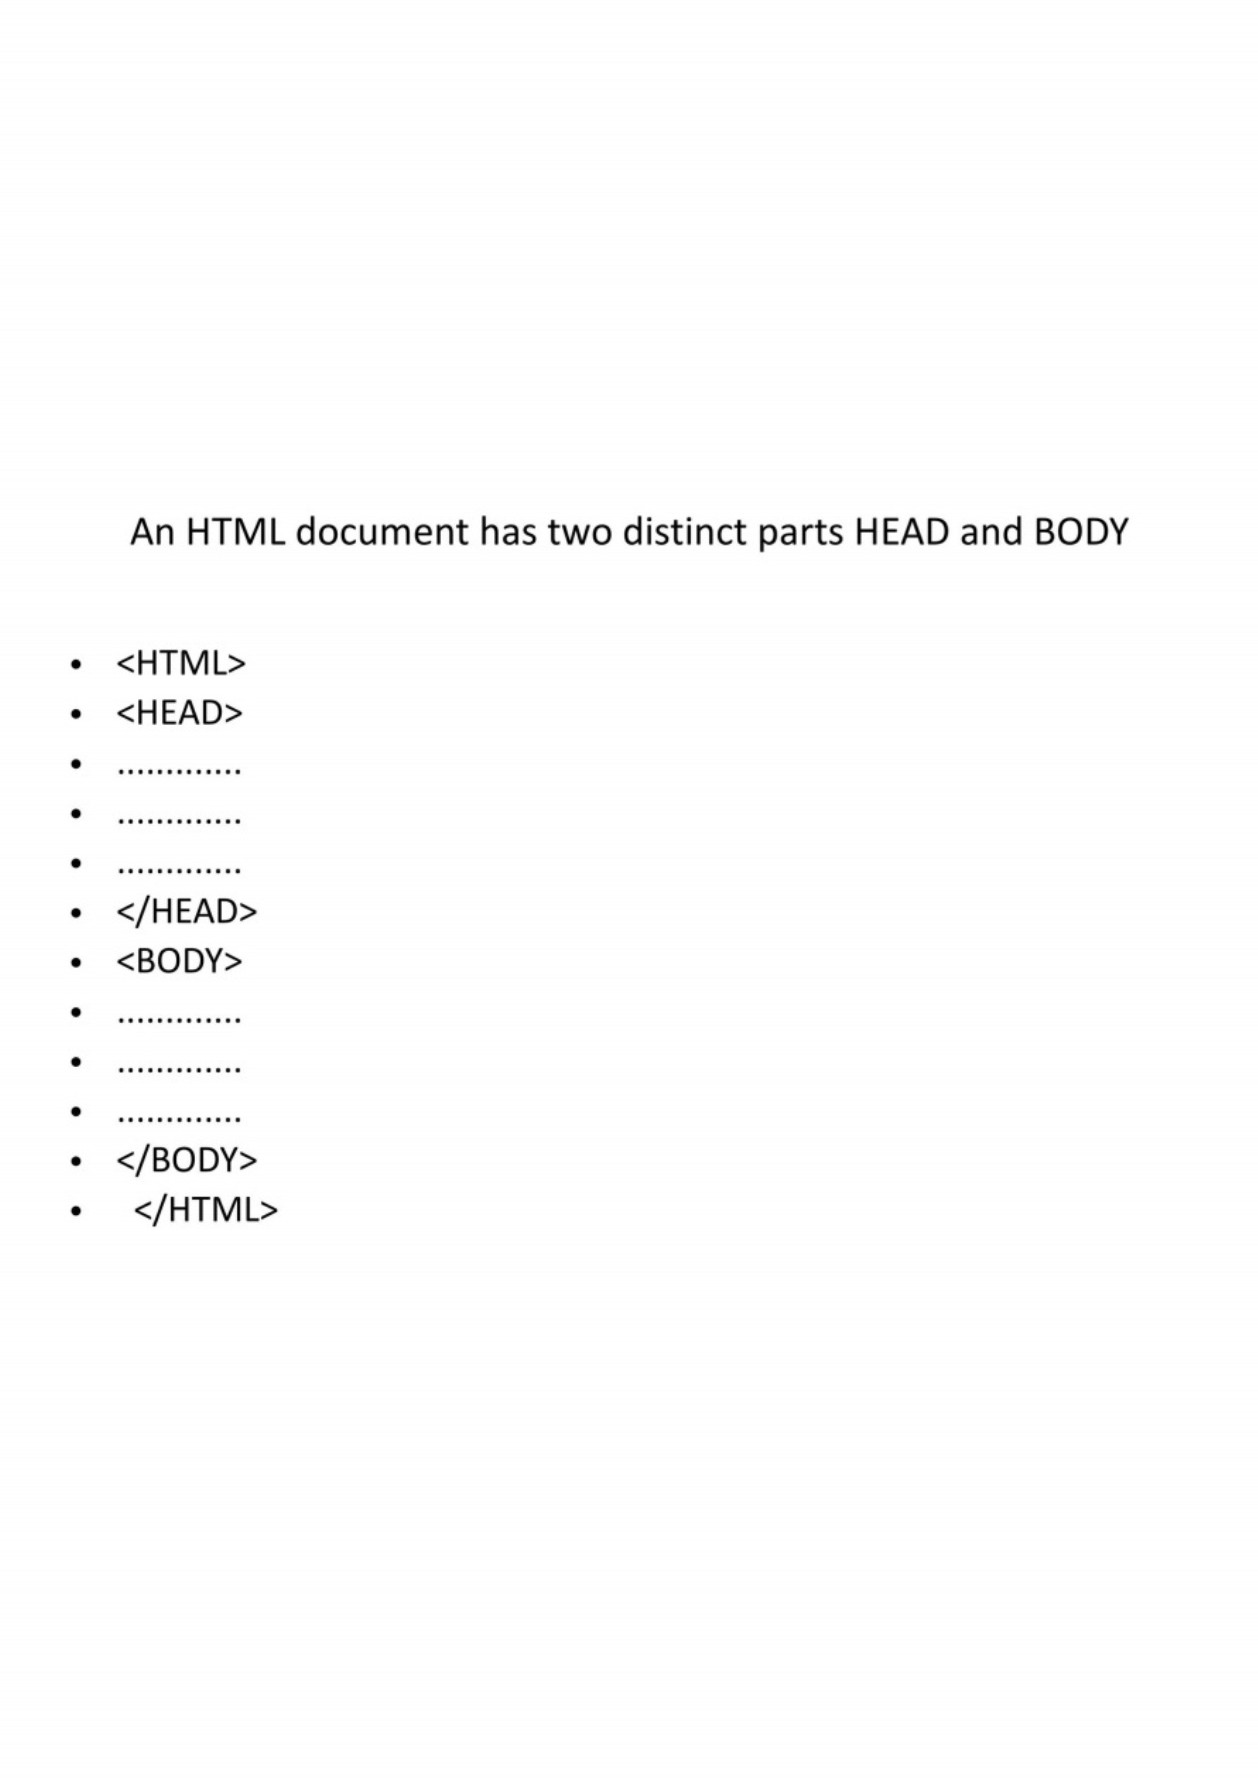 An HTML document has two distinct parts HEAD and BODY
• <HTML>
• <HEAD>
• .............
• .............
• .............
• </HEAD>
• <BODY>
• .............
• .............
• .............
• </BODY>
• </HTML>